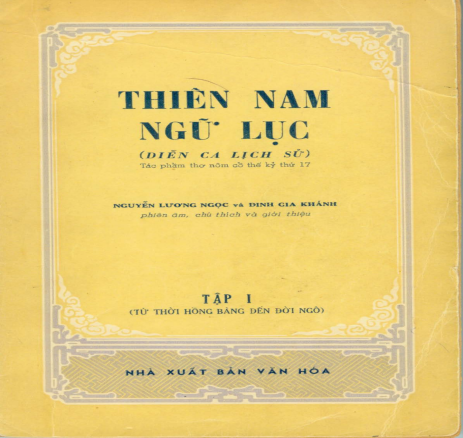 THIÊN NAM
NGỮ LỤC
(DIỄN CA LỊCH SỬ)
Tác phẩm thơ nôm cổ thế kỷ thứ 17
NGUYỄN LƯƠNG NGỌC và ĐINH GIA KHÁNH
phiên âm, chú thích và giới thiệu
TẬP I
(TỪ THỜI HỒNG BÀNG ĐẾN ĐỜI NGÔ)
NHÀ XUẤT BẢN VĂN HÓA